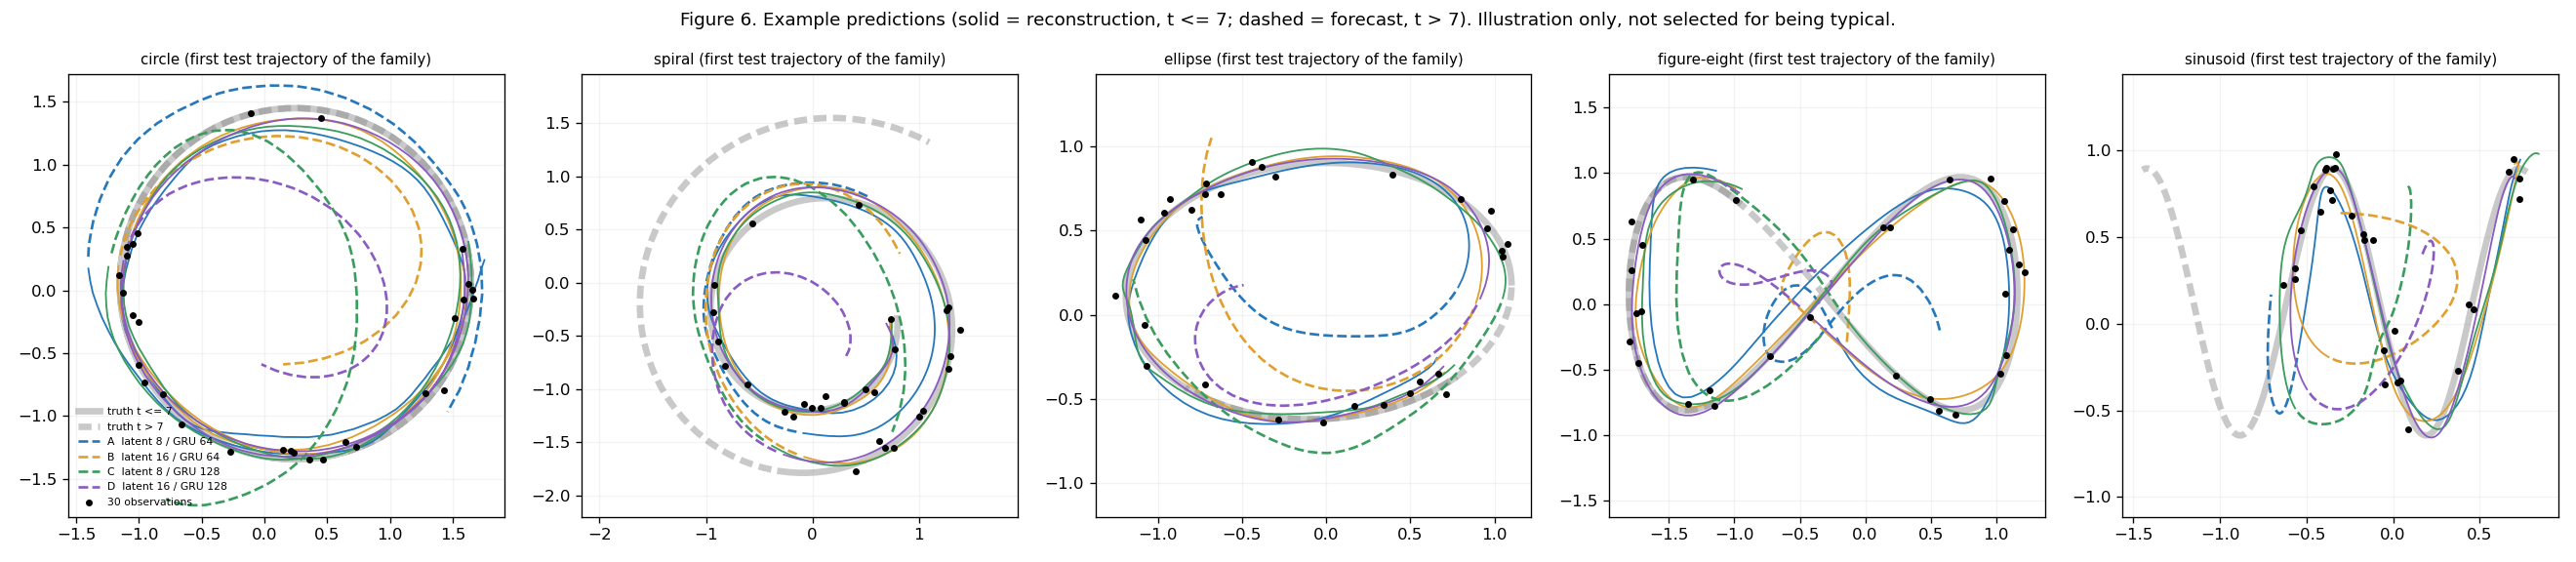 Figure 6. Example predictions (solid = reconstruction, t <= 7; dashed = forecast, t > 7). Illustration only, not selected for being typical.
circle (first test trajectory of the family)
1.5
1.0
0.5
0.0
−0.5
−1.0
−1.5
−1.5 −1.0 −0.5 0.0 0.5 1.0 1.5
truth t <= 7
truth t > 7
A latent 8 / GRU 64
B latent 16 / GRU 64
C latent 8 / GRU 128
D latent 16 / GRU 128
30 observations
spiral (first test trajectory of the family)
1.5
1.0
0.5
0.0
−0.5
−1.0
−1.5
−2.0
−2 −1 0 1
ellipse (first test trajectory of the family)
1.0
0.5
0.0
−0.5
−1.0
−1.0 −0.5 0.0 0.5 1.0
figure-eight (first test trajectory of the family)
1.5
1.0
0.5
0.0
−0.5
−1.0
−1.5
−1.5 −1.0 −0.5 0.0 0.5 1.0
sinusoid (first test trajectory of the family)
1.0
0.5
0.0
−0.5
−1.0
−1.5 −1.0 −0.5 0.0 0.5